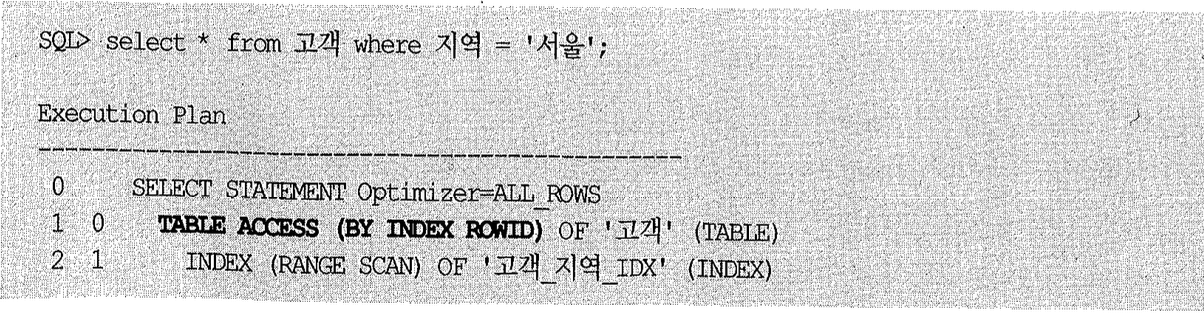 SQL> select * from 고객 where 지역 = '서울';
Execution Plan
--------------------------------------------------
0 SELECT STATEMENT Optimizer=ALL_ROWS
1 0 TABLE ACCESS (BY INDEX ROWID) OF '고객' (TABLE)
2 1 INDEX (RANGE SCAN) OF '고객_지역_IDX' (INDEX)